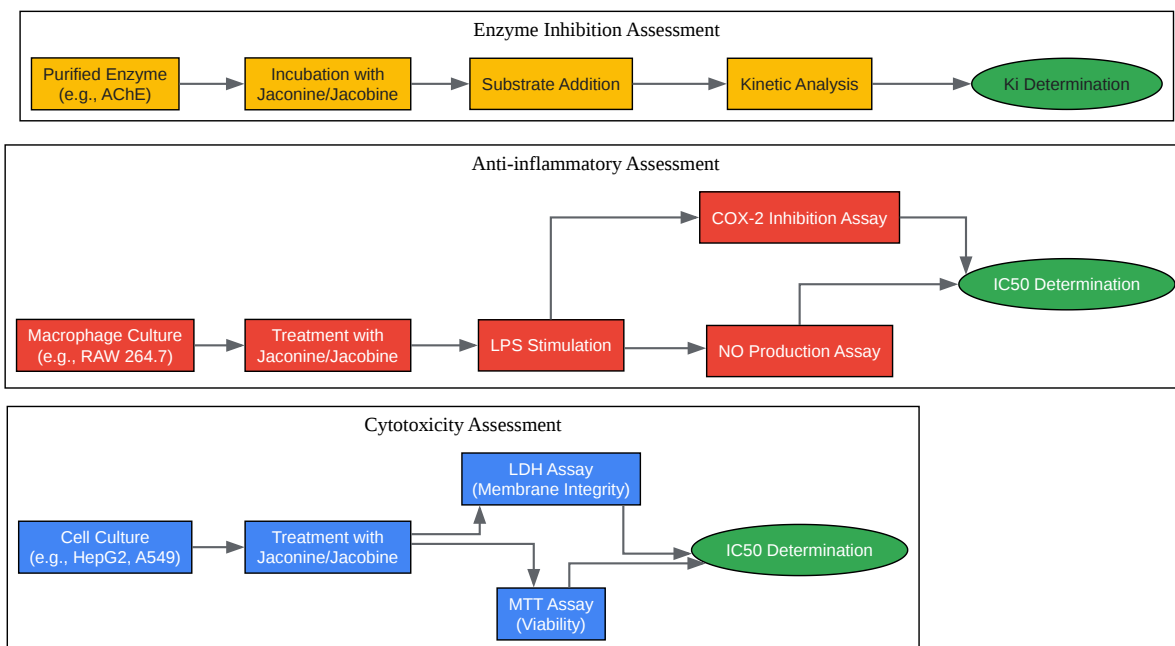 Enzyme Inhibition Assessment
Purified Enzyme
(e.g., AChE)
Incubation with
Jaconine/Jacobine
Substrate Addition
Kinetic Analysis
Ki Determination
Anti-inflammatory Assessment
COX-2 Inhibition Assay
IC50 Determination
Macrophage Culture
(e.g., RAW 264.7)
Treatment with
Jaconine/Jacobine
LPS Stimulation
NO Production Assay
Cytotoxicity Assessment
LDH Assay
(Membrane Integrity)
Cell Culture
(e.g., HepG2, A549)
Treatment with
Jaconine/Jacobine
IC50 Determination
MTT Assay
(Viability)